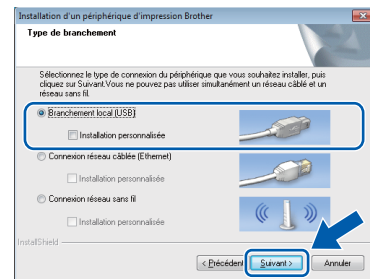 Installation d'un périphérique d'impression Brother
Type de branchement
Sélectionnez le type de connexion du périphérique que vous souhaitez installer, puis
cliquez sur Suivant.Vous ne pouvez pas utiliser simultanément un réseau câblé et un
réseau sans fil.
Branchement local (USB)
Installation personnalisée
Connexion réseau câblée (Ethernet)
Installation personnalisée
Connexion réseau sans fil
Installation personnalisée
InstallShield
< Précédent Suivant > Annuler